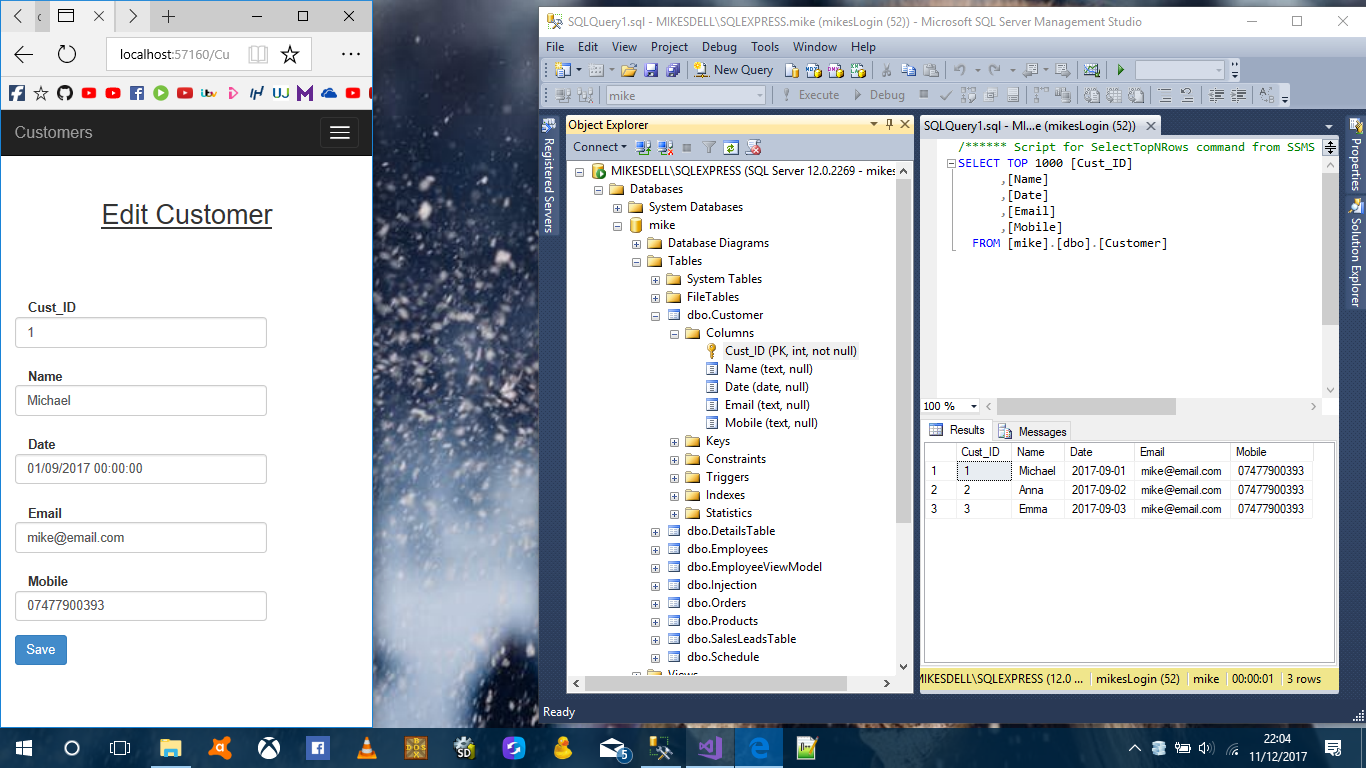 localhost:57160/Cu
Customers
Edit Customer
Cust_ID
1
Name
Michael
Date
01/09/2017 00:00:00
Email
mike@email.com
Mobile
07477900393
Save
SQLQuery1.sql - MIKESDELL\SQLEXPRESS.mike (mikesLogin (52)) - Microsoft SQL Server Management Studio
File Edit View Project Debug Tools Window Help
New Query
mike Execute Debug
Registered Servers
Object Explorer
Connect
MIKESDELL\SQLEXPRESS (SQL Server 12.0.2269 - mikes
Databases
System Databases
mike
Database Diagrams
Tables
System Tables
FileTables
dbo.Customer
Columns
Cust_ID (PK, int, not null)
Name (text, null)
Date (date, null)
Email (text, null)
Mobile (text, null)
Keys
Constraints
Triggers
Indexes
Statistics
dbo.DetailsTable
dbo.Employees
dbo.EmployeeViewModel
dbo.Injection
dbo.Orders
dbo.Products
dbo.SalesLeadsTable
dbo.Schedule
Views
SQLQuery1.sql - MI...e (mikesLogin (52))
/****** Script for SelectTopNRows command from SSMS
SELECT TOP 1000 [Cust_ID]
,[Name]
,[Date]
,[Email]
,[Mobile]
FROM [mike].[dbo].[Customer]
100 %
Results Messages
Cust_ID Name Date Email Mobile
1 1 Michael 2017-09-01 mike@email.com 07477900393
2 2 Anna 2017-09-02 mike@email.com 07477900393
3 3 Emma 2017-09-03 mike@email.com 07477900393
MIKESDELL\SQLEXPRESS (12.0 ... mikesLogin (52) mike 00:00:01 3 rows
Properties
Solution Explorer
Ready
22:04
11/12/2017